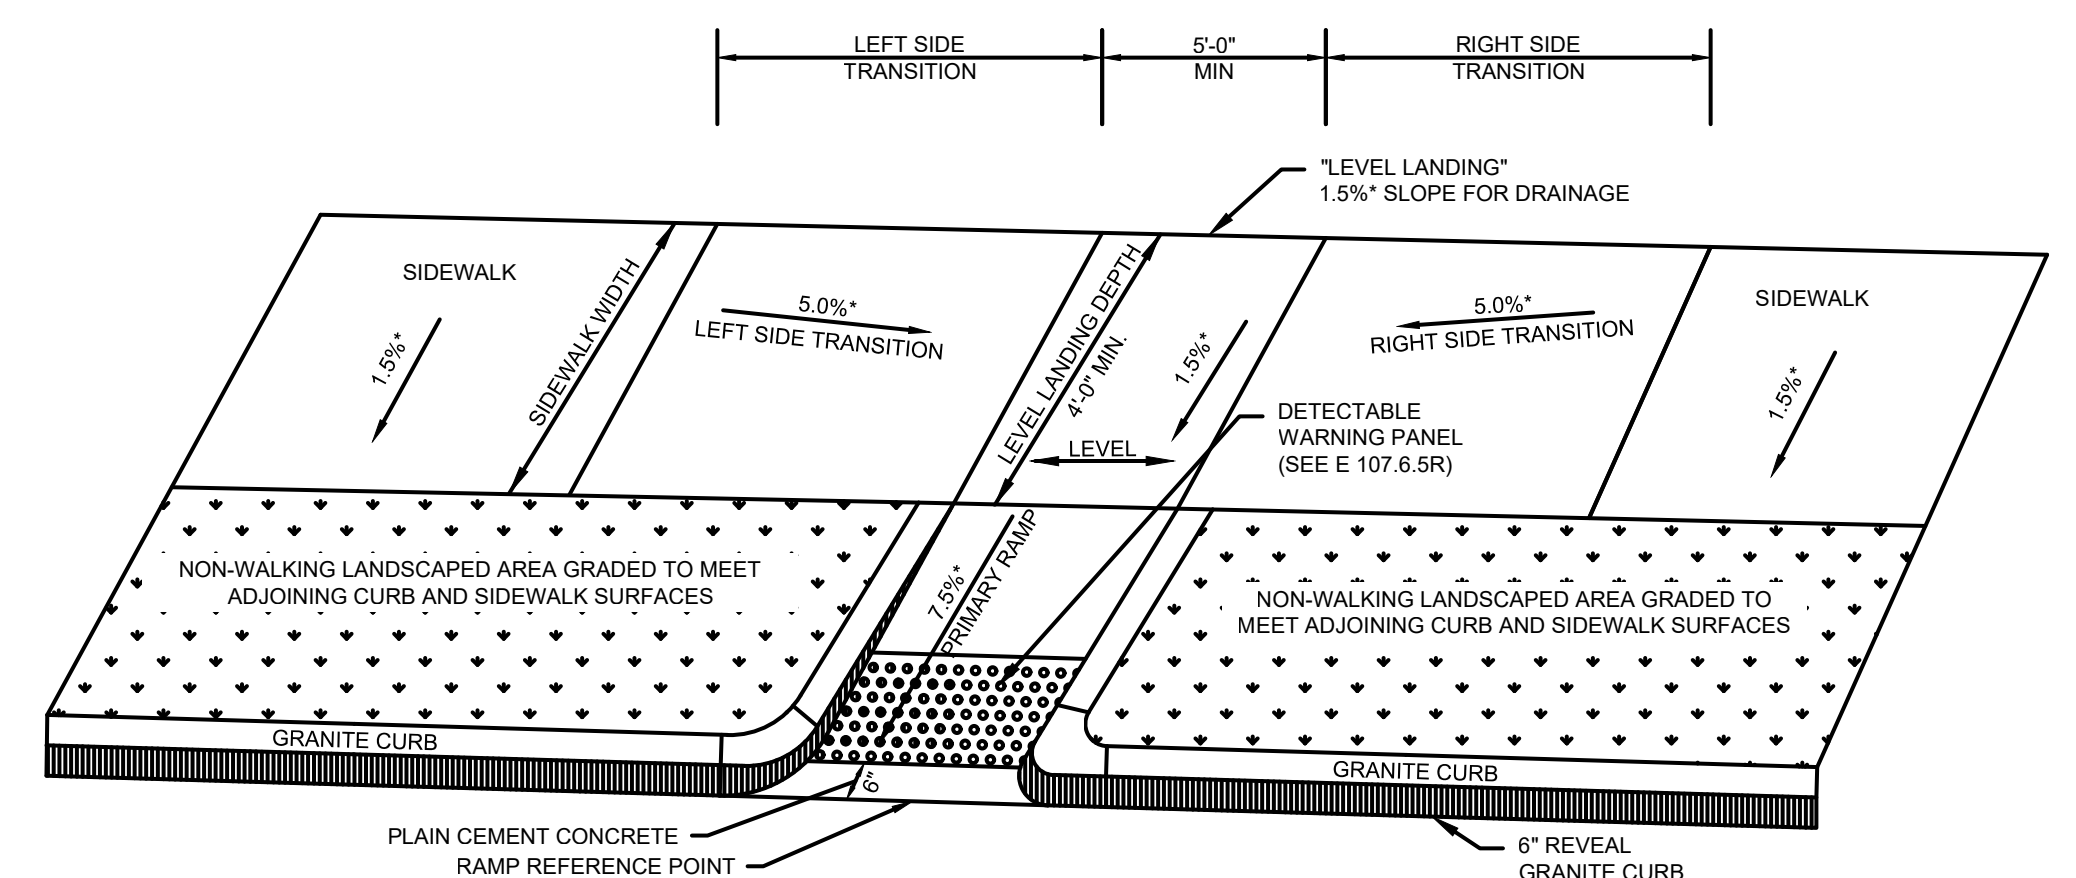 LEFT SIDE
TRANSITION
5'-0"
MIN
RIGHT SIDE
TRANSITION
"LEVEL LANDING"
1.5%* SLOPE FOR DRAINAGE
SIDEWALK
1.5%*
SIDEWALK WIDTH
5.0%*
LEFT SIDE TRANSITION
LEVEL LANDING DEPTH
4'-0" MIN.
1.5%*
LEVEL
5.0%*
RIGHT SIDE TRANSITION
SIDEWALK
1.5%*
DETECTABLE
WARNING PANEL
(SEE E 107.6.5R)
NON-WALKING LANDSCAPED AREA GRADED TO MEET
ADJOINING CURB AND SIDEWALK SURFACES
7.5%*
PRIMARY RAMP
NON-WALKING LANDSCAPED AREA GRADED TO
MEET ADJOINING CURB AND SIDEWALK SURFACES
GRANITE CURB
6"
GRANITE CURB
PLAIN CEMENT CONCRETE
RAMP REFERENCE POINT
6" REVEAL
GRANITE CURB